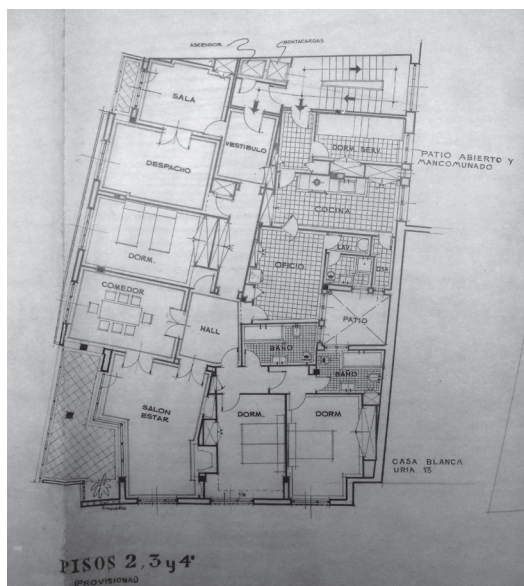 ASCENSOR
MONTACARGAS
SALA
VESTIBULO
DORM. SERV.
PATIO ABIERTO Y
MANCOMUNADO
DESPACHO
COCINA
DORM.
LAV.
OFICIO
COMEDOR
HALL
PATIO
BAÑO
BAÑO
SALON
ESTAR
DORM.
DORM
CASA BLANCA
URIA 13
PISOS 2, 3 y 4º
(PROVISIONAL)